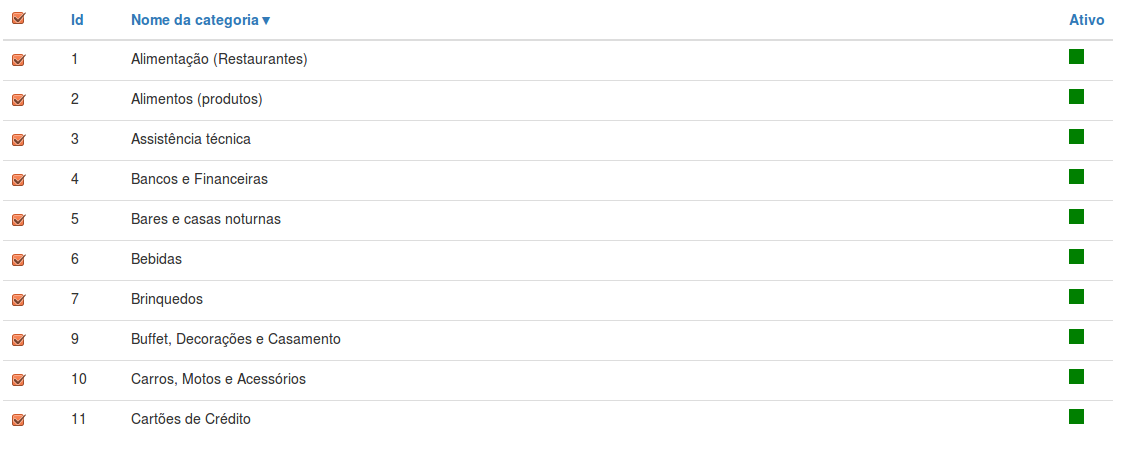 Id Nome da categoria ▾ Ativo
1 Alimentação (Restaurantes)
2 Alimentos (produtos)
3 Assistência técnica
4 Bancos e Financeiras
5 Bares e casas noturnas
6 Bebidas
7 Brinquedos
9 Buffet, Decorações e Casamento
10 Carros, Motos e Acessórios
11 Cartões de Crédito